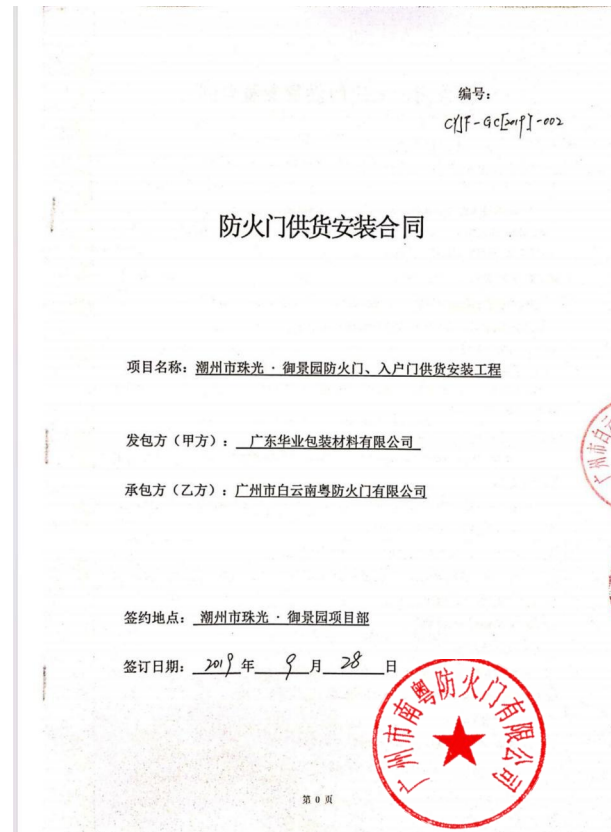 编号：
CYJF-GC[2019]-002
防火门供货安装合同
项目名称：潮州市珠光·御景园防火门、入户门供货安装工程
发包方（甲方）：广东华业包装材料有限公司
承包方（乙方）：广州市白云南粤防火门有限公司
签约地点：潮州市珠光·御景园项目部
签订日期：2019年9月28日
广州市南粤防火门有限公司
第 0 页
广州市白云